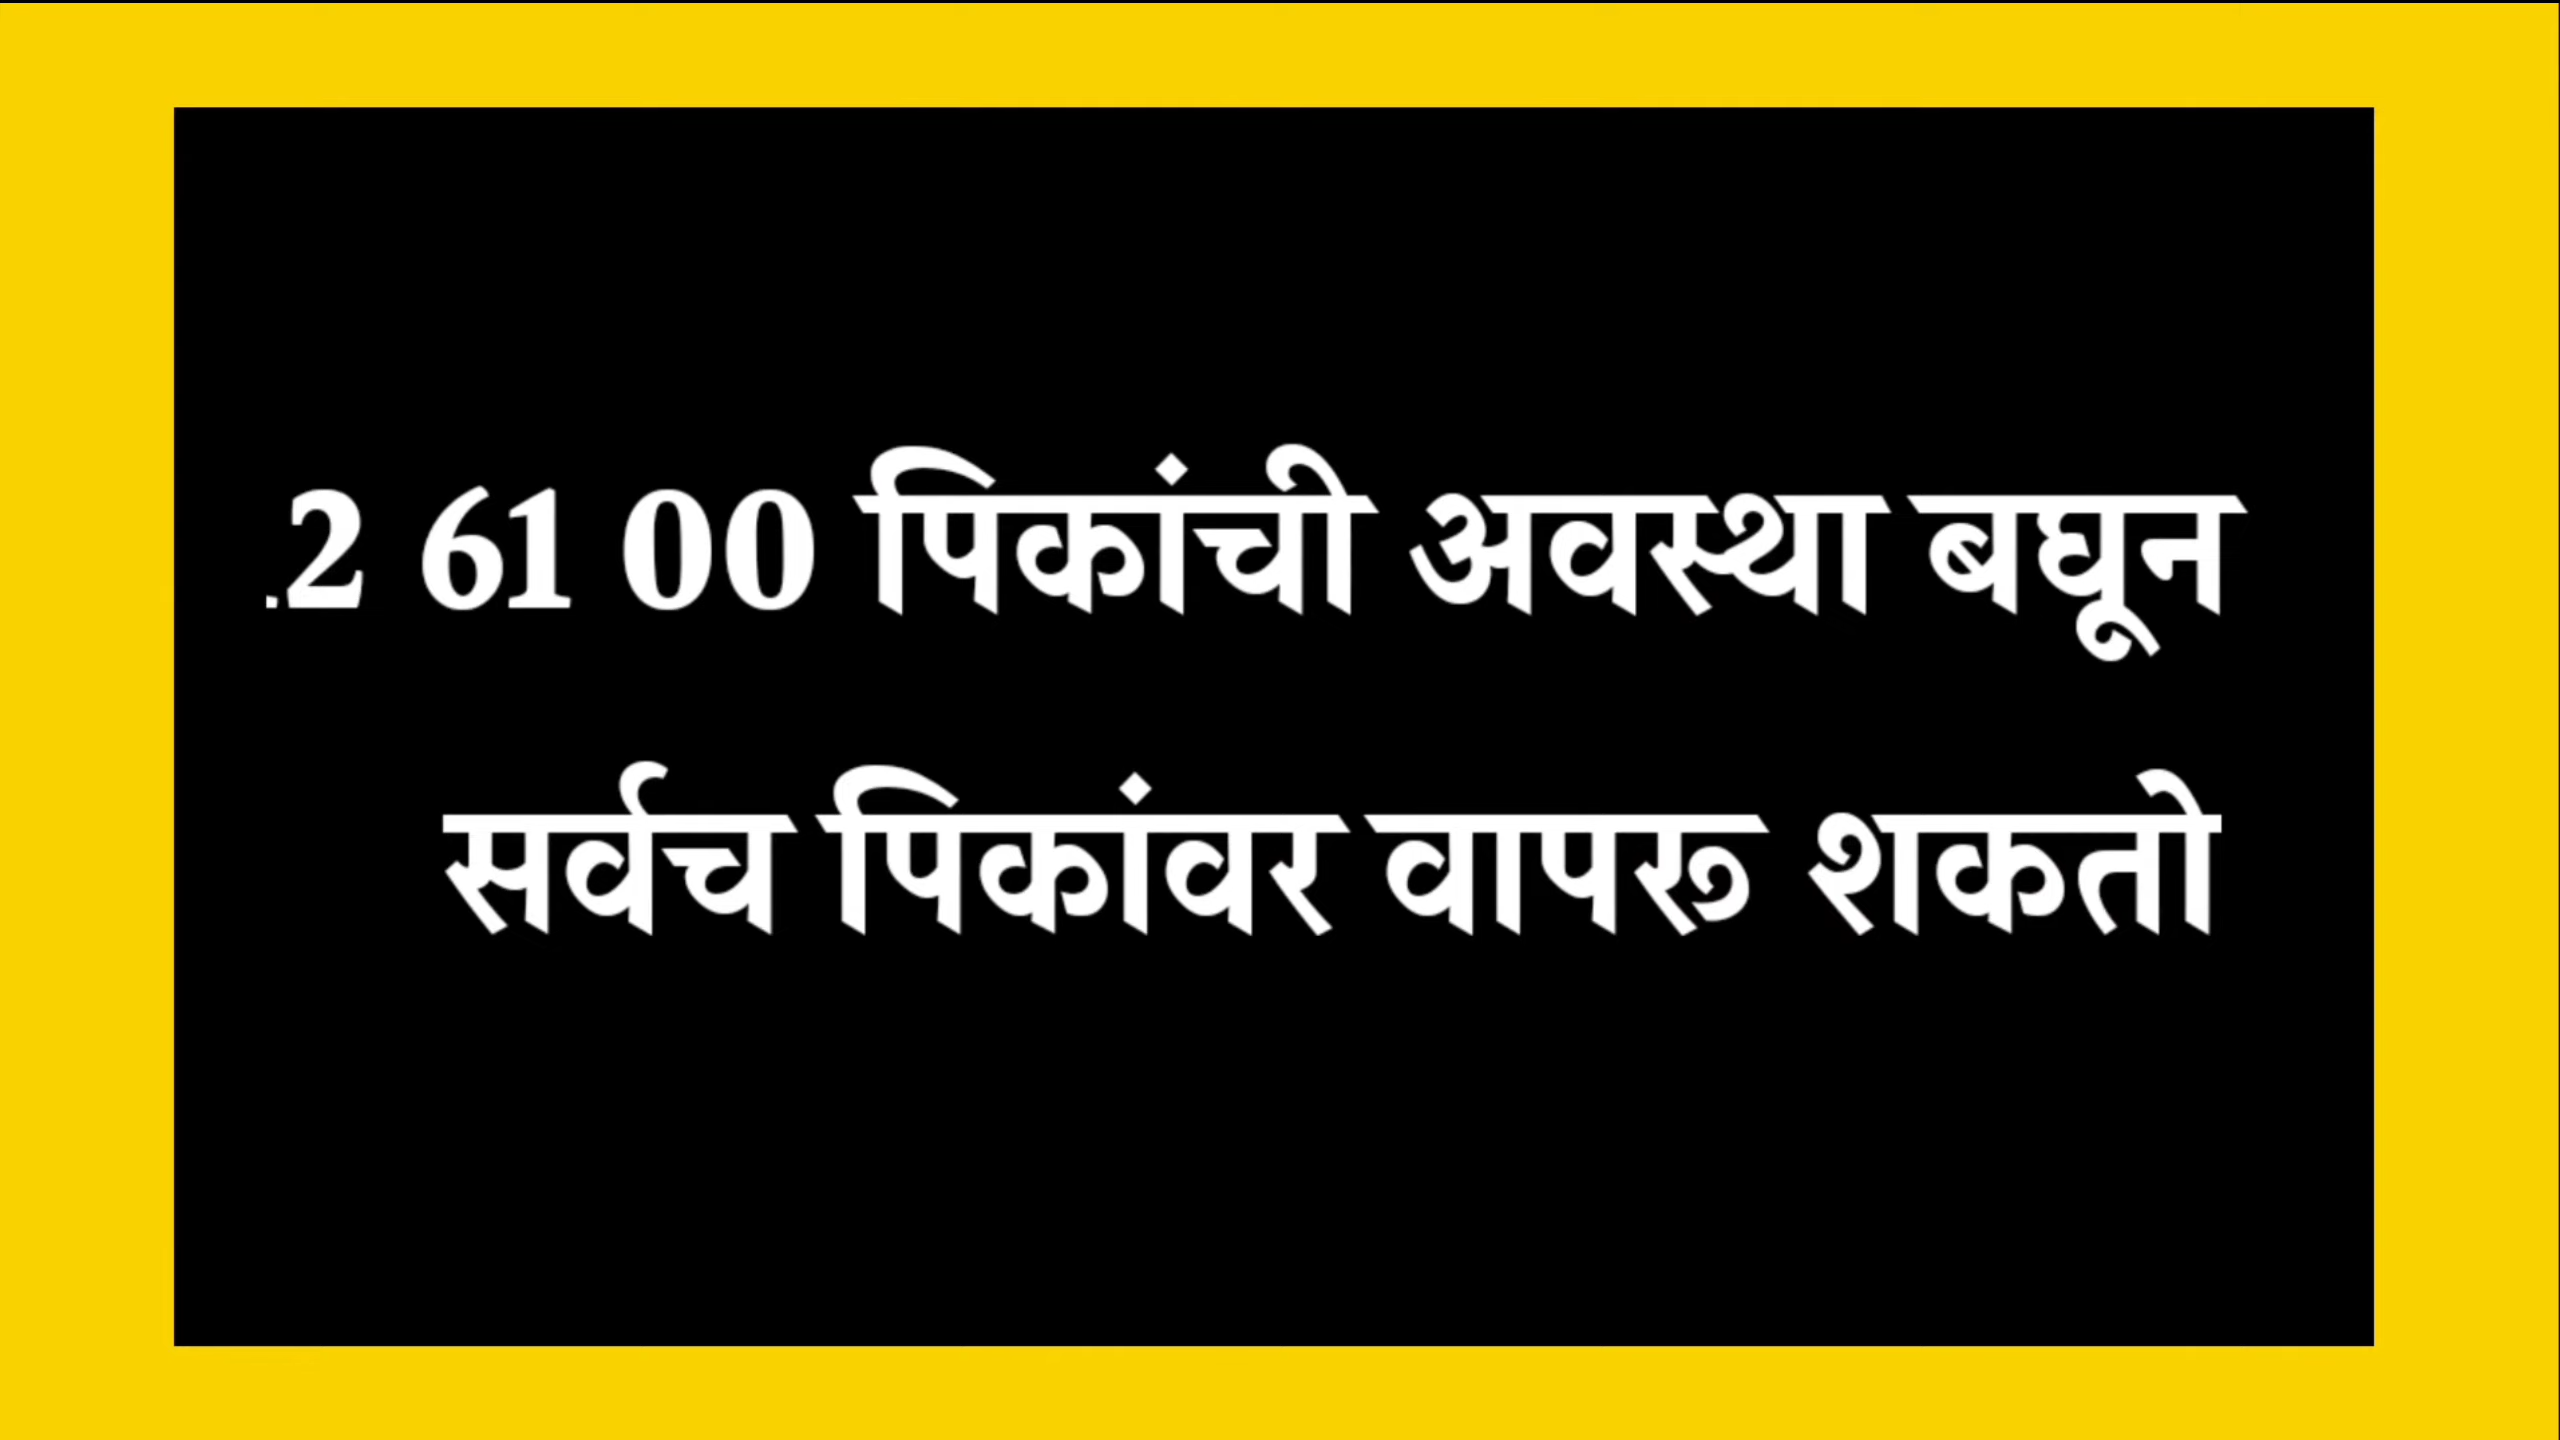 .2 61 00 पिकांची अवस्था बघून
सर्वच पिकांवर वापरू शकतो